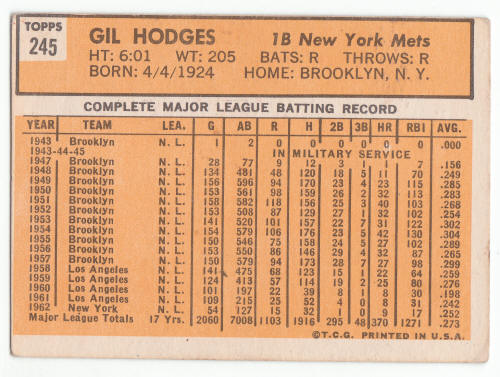 TOPPS
245
GIL HODGES 1B New York Mets
HT: 6:01 WT: 205 BATS: R THROWS: R
BORN: 4/4/1924 HOME: BROOKLYN, N. Y.
COMPLETE MAJOR LEAGUE BATTING RECORD
YEAR TEAM LEA. G AB R H 2B 3B HR RBI AVG.
1943 Brooklyn N. L. 1 2 0 0 0 0 0 0 .000
1943-44-45 IN MILITARY SERVICE
1947 Brooklyn N. L. 28 77 9 12 3 1 1 7 .156
1948 Brooklyn N. L. 134 481 48 120 18 5 11 70 .249
1949 Brooklyn N. L. 156 596 94 170 23 4 23 115 .285
1950 Brooklyn N. L. 153 561 98 159 26 2 32 113 .283
1951 Brooklyn N. L. 158 582 118 156 25 3 40 103 .268
1952 Brooklyn N. L. 153 508 87 129 27 1 32 102 .254
1953 Brooklyn N. L. 141 520 101 157 22 7 31 122 .302
1954 Brooklyn N. L. 154 579 106 176 23 5 42 130 .304
1955 Brooklyn N. L. 150 546 75 158 24 5 27 102 .289
1956 Brooklyn N. L. 153 550 86 146 29 4 32 87 .265
1957 Brooklyn N. L. 150 579 94 173 28 7 27 98 .299
1958 Los Angeles N. L. 141 475 68 123 15 1 22 64 .259
1959 Los Angeles N. L. 124 413 57 114 19 2 25 80 .276
1960 Los Angeles N. L. 101 197 22 39 8 1 8 30 .198
1961 Los Angeles N. L. 109 215 25 52 4 0 8 31 .242
1962 New York N. L. 54 127 15 32 1 0 9 17 .252
Major League Totals 17 Yrs. 2060 7008 1103 1916 295 48 370 1271 .273
©T.C.G. PRINTED IN U.S.A.